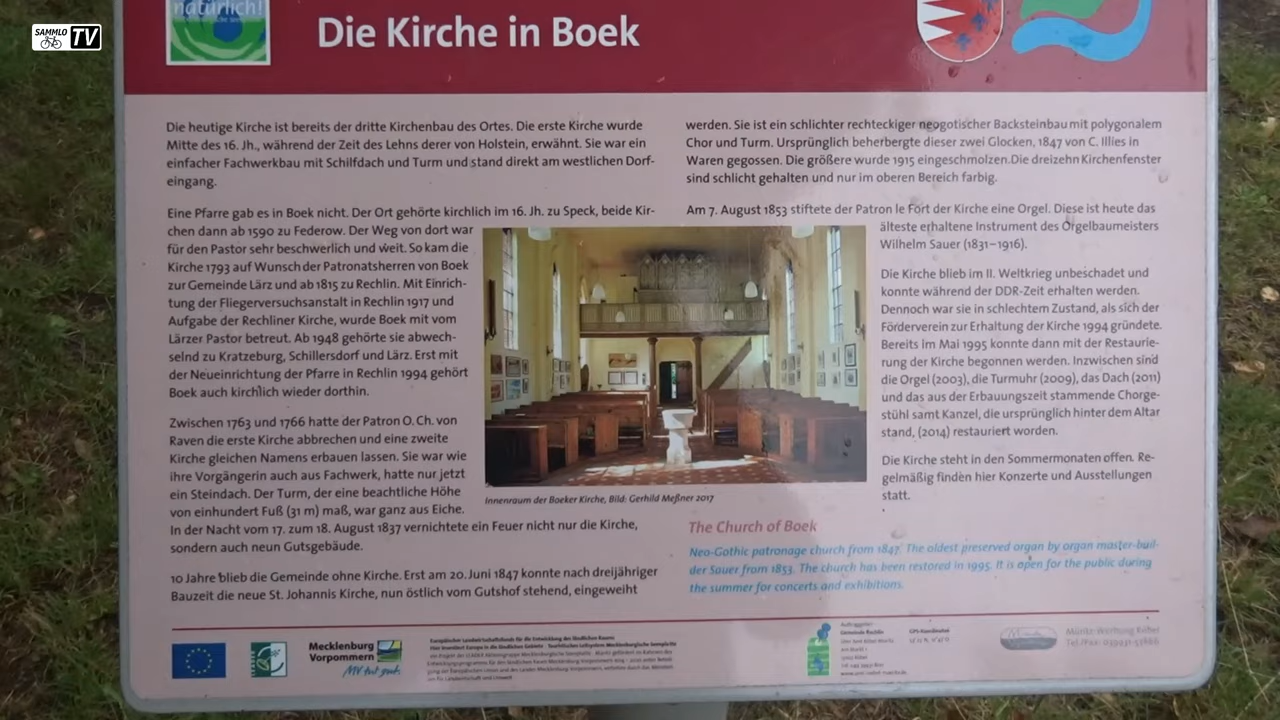 SAMMLO TV
natürlich!
Die Kirche in Boek
Die heutige Kirche ist bereits der dritte Kirchenbau des Ortes. Die erste Kirche wurde
Mitte des 16. Jh., während der Zeit des Lehns derer von Holstein, erwähnt. Sie war ein
einfacher Fachwerkbau mit Schilfdach und Turm und stand direkt am westlichen Dorf-
eingang.
Eine Pfarre gab es in Boek nicht. Der Ort gehörte kirchlich im 16. Jh. zu Speck, beide Kir-
chen dann ab 1590 zu Federow. Der Weg von dort war
für den Pastor sehr beschwerlich und weit. So kam die
Kirche 1793 auf Wunsch der Patronatsherren von Boek
zur Gemeinde Lärz und ab 1815 zu Rechlin. Mit Einrich-
tung der Fliegerversuchsanstalt in Rechlin 1917 und
Aufgabe der Rechliner Kirche, wurde Boek mit vom
Lärzer Pastor betreut. Ab 1948 gehörte sie abwech-
selnd zu Kratzeburg, Schillersdorf und Lärz. Erst mit
der Neueinrichtung der Pfarre in Rechlin 1994 gehört
Boek auch kirchlich wieder dorthin.
Zwischen 1763 und 1766 hatte der Patron O. Ch. von
Raven die erste Kirche abbrechen und eine zweite
Kirche gleichen Namens erbauen lassen. Sie war wie
ihre Vorgängerin auch aus Fachwerk, hatte nur jetzt
ein Steindach. Der Turm, der eine beachtliche Höhe
von einhundert Fuß (31 m) maß, war ganz aus Eiche.
In der Nacht vom 17. zum 18. August 1837 vernichtete ein Feuer nicht nur die Kirche,
sondern auch neun Gutsgebäude.
10 Jahre blieb die Gemeinde ohne Kirche. Erst am 20. Juni 1847 konnte nach dreijähriger
Bauzeit die neue St. Johannis Kirche, nun östlich vom Gutshof stehend, eingeweiht
werden. Sie ist ein schlichter rechteckiger neogotischer Backsteinbau mit polygonalem
Chor und Turm. Ursprünglich beherbergte dieser zwei Glocken, 1847 von C. Illies in
Waren gegossen. Die größere wurde 1915 eingeschmolzen. Die dreizehn Kirchenfenster
sind schlicht gehalten und nur im oberen Bereich farbig.
Am 7. August 1853 stiftete der Patron le Fort der Kirche eine Orgel. Diese ist heute das
älteste erhaltene Instrument des Orgelbaumeisters
Wilhelm Sauer (1831–1916).
Die Kirche blieb im II. Weltkrieg unbeschadet und
konnte während der DDR-Zeit erhalten werden.
Dennoch war sie in schlechtem Zustand, als sich der
Förderverein zur Erhaltung der Kirche 1994 gründete.
Bereits im Mai 1995 konnte dann mit der Restaurie-
rung der Kirche begonnen werden. Inzwischen sind
die Orgel (2003), die Turmuhr (2009), das Dach (2011)
und das aus der Erbauungszeit stammende Chorge-
stühl samt Kanzel, die ursprünglich hinter dem Altar
stand, (2014) restauriert worden.
Die Kirche steht in den Sommermonaten offen. Re-
gelmäßig finden hier Konzerte und Ausstellungen
statt.
Innenraum der Boeker Kirche, Bild: Gerhild Meßner 2017
The Church of Boek
Neo-Gothic patronage church from 1847. The oldest preserved organ by organ master-buil-
der Sauer from 1853. The church has been restored in 1995. It is open for the public during
the summer for concerts and exhibitions.
Mecklenburg
Vorpommern
MV tut gut.
Europäischer Landwirtschaftsfonds für die Entwicklung des ländlichen Raums
Hier investiert Europa in die ländlichen Gebiete
Auftraggeber:
Gemeinde Rechlin
GPS-Koordinaten
Müritz Werbung Röbel